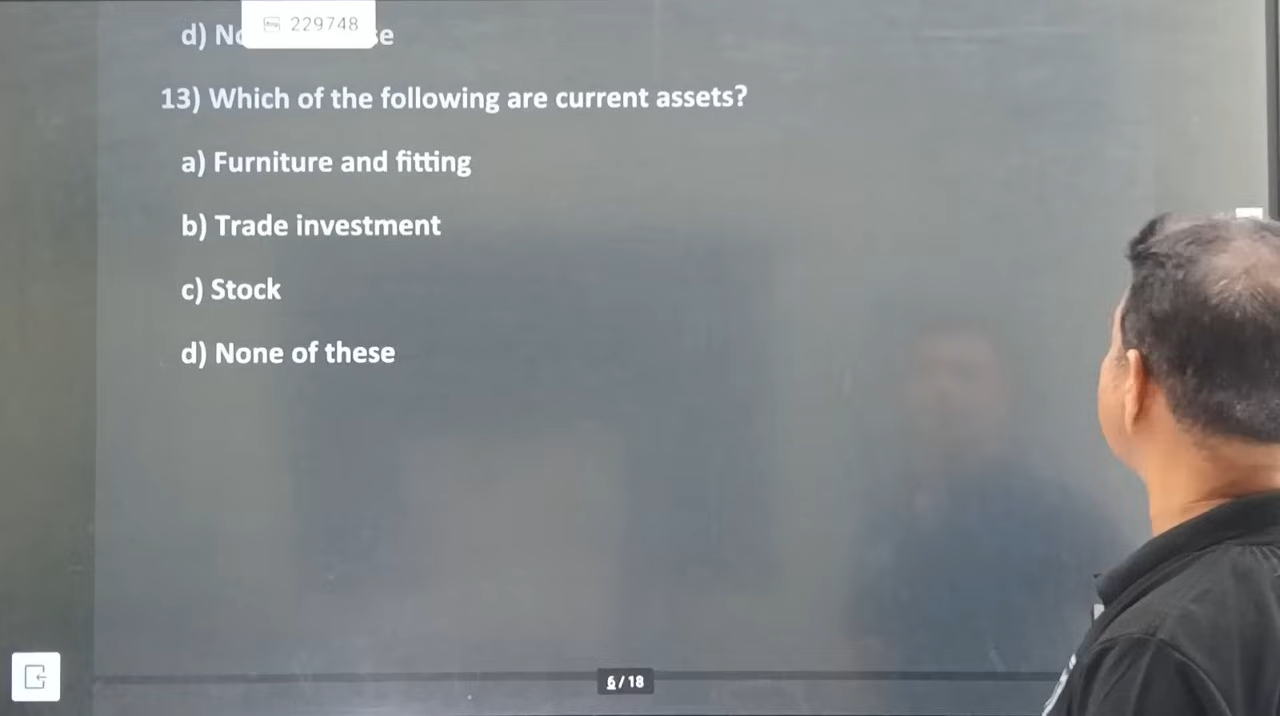 229748
d) No se
13) Which of the following are current assets?
a) Furniture and fitting
b) Trade investment
c) Stock
d) None of these
6/18